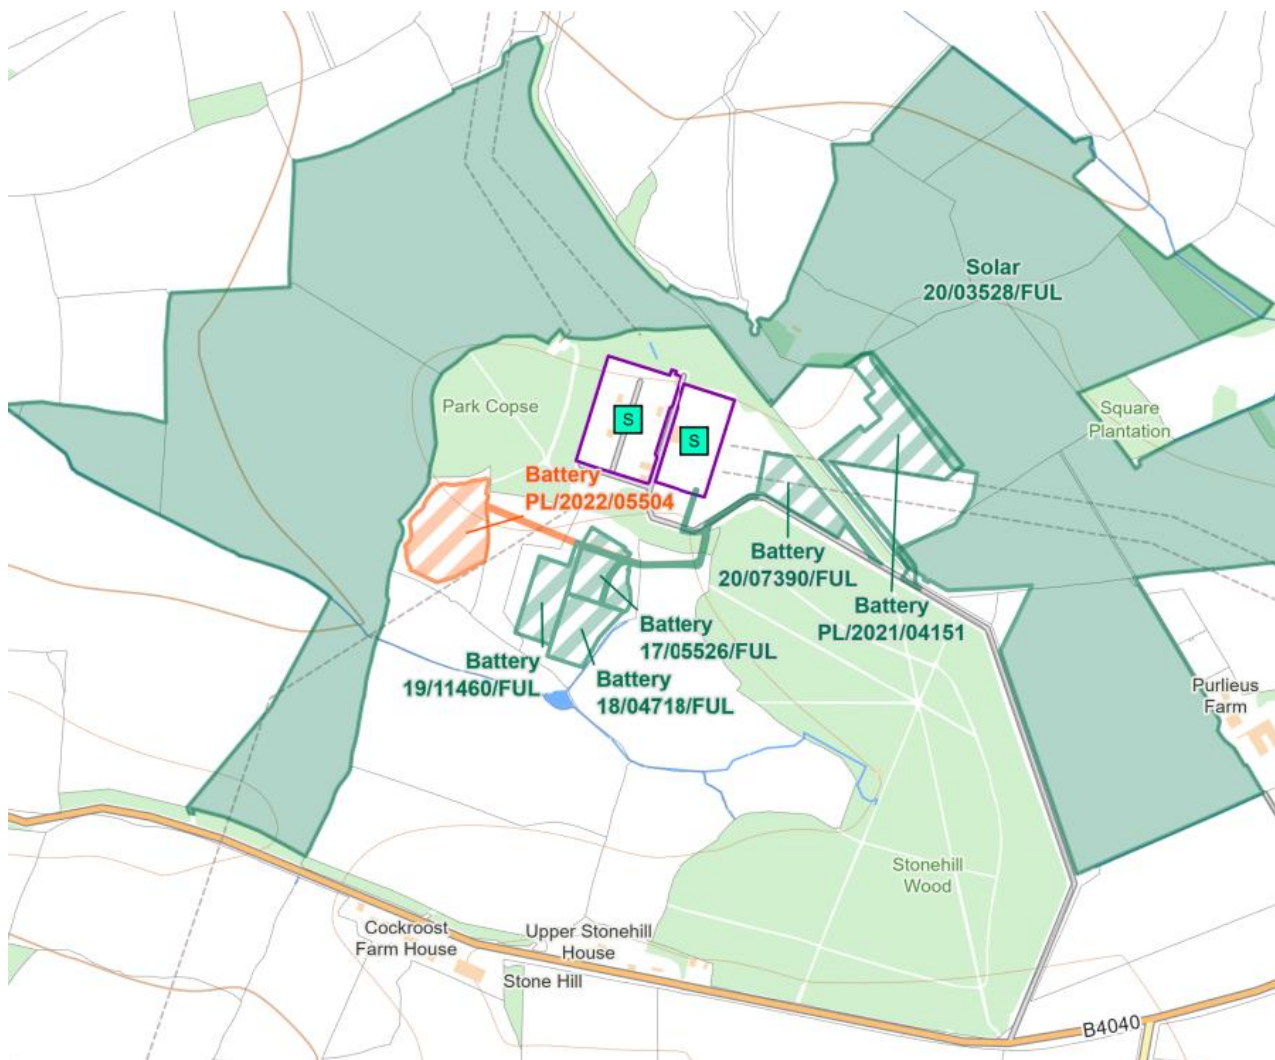 Solar
20/03528/FUL
Park Copse
S
S
Square
Plantation
Battery
PL/2022/05504
Battery
20/07390/FUL
Battery
PL/2021/04151
Battery
17/05526/FUL
Battery
19/11460/FUL
Battery
18/04718/FUL
Purlieus
Farm
Stonehill
Wood
Cockroost
Farm House
Upper Stonehill
House
Stone Hill
B4040